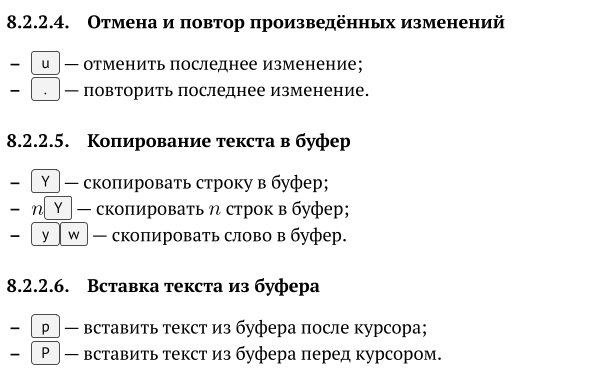 8.2.2.4. Отмена и повтор произведённых изменений
– u — отменить последнее изменение;
– . — повторить последнее изменение.
8.2.2.5. Копирование текста в буфер
– Y — скопировать строку в буфер;
– n Y — скопировать n строк в буфер;
– y w — скопировать слово в буфер.
8.2.2.6. Вставка текста из буфера
– p — вставить текст из буфера после курсора;
– P — вставить текст из буфера перед курсором.